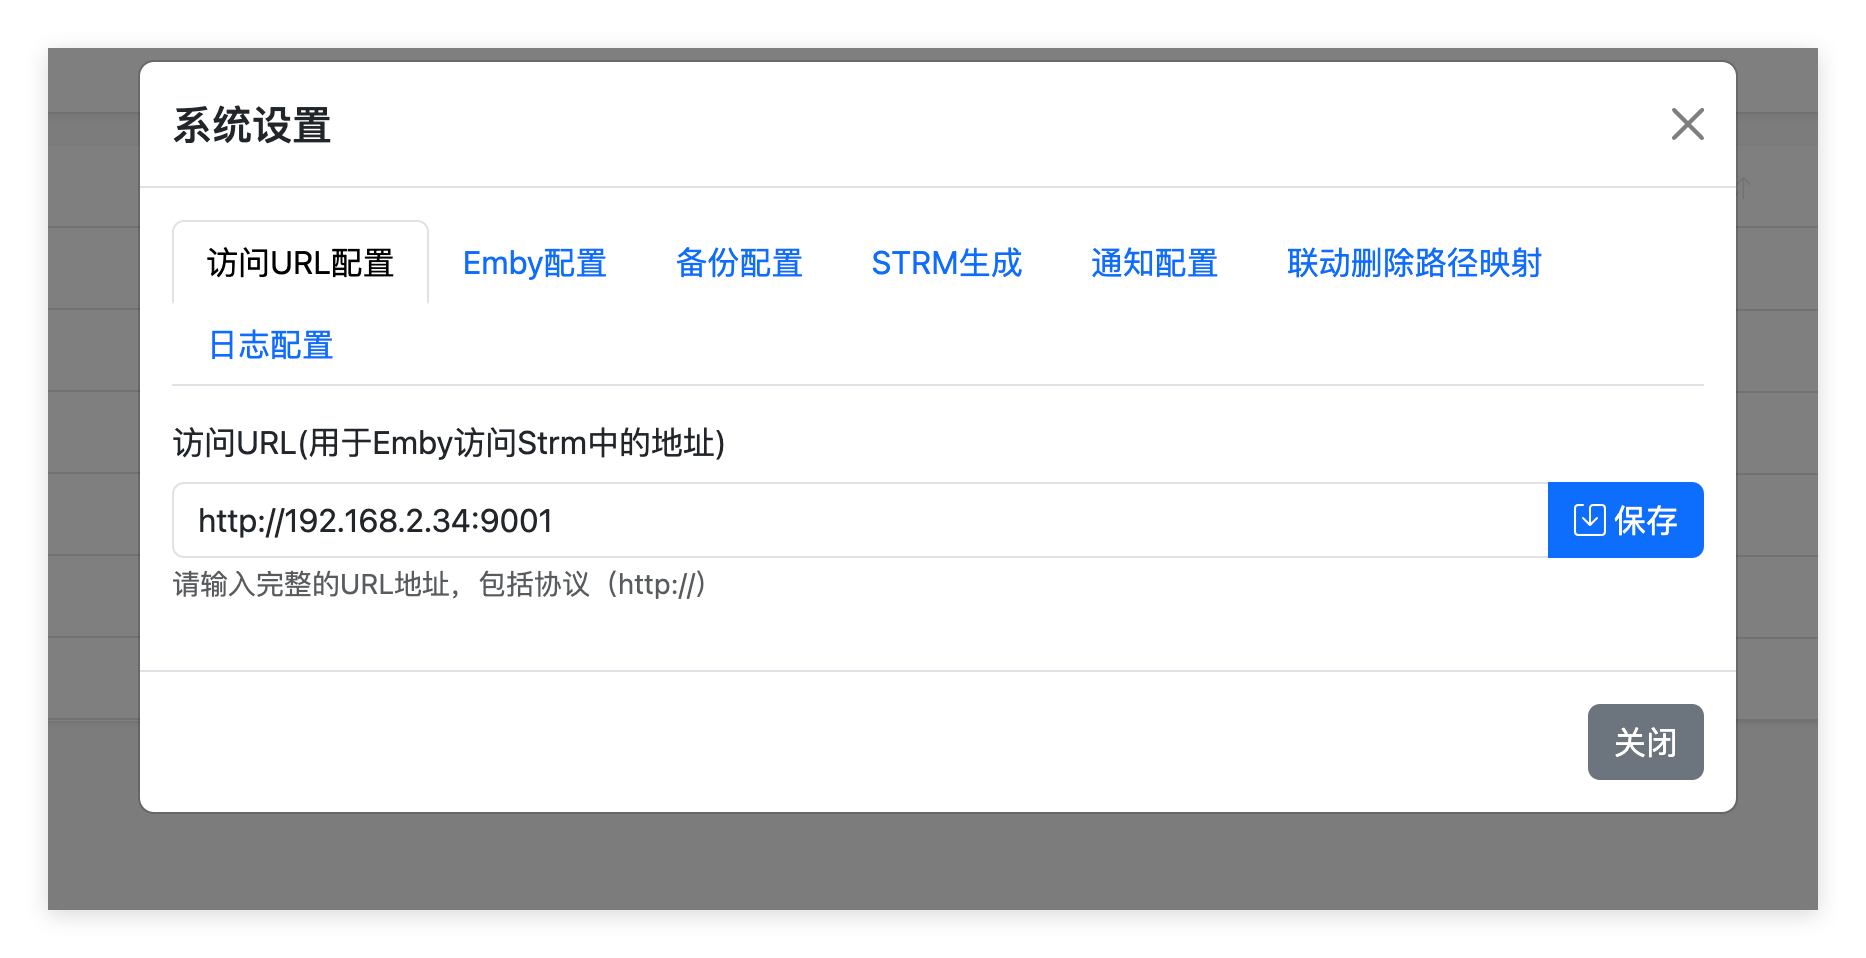 系统设置
访问URL配置 Emby配置 备份配置 STRM生成 通知配置 联动删除路径映射
日志配置
访问URL(用于Emby访问Strm中的地址)
http://192.168.2.34:9001 保存
请输入完整的URL地址，包括协议（http://）
关闭